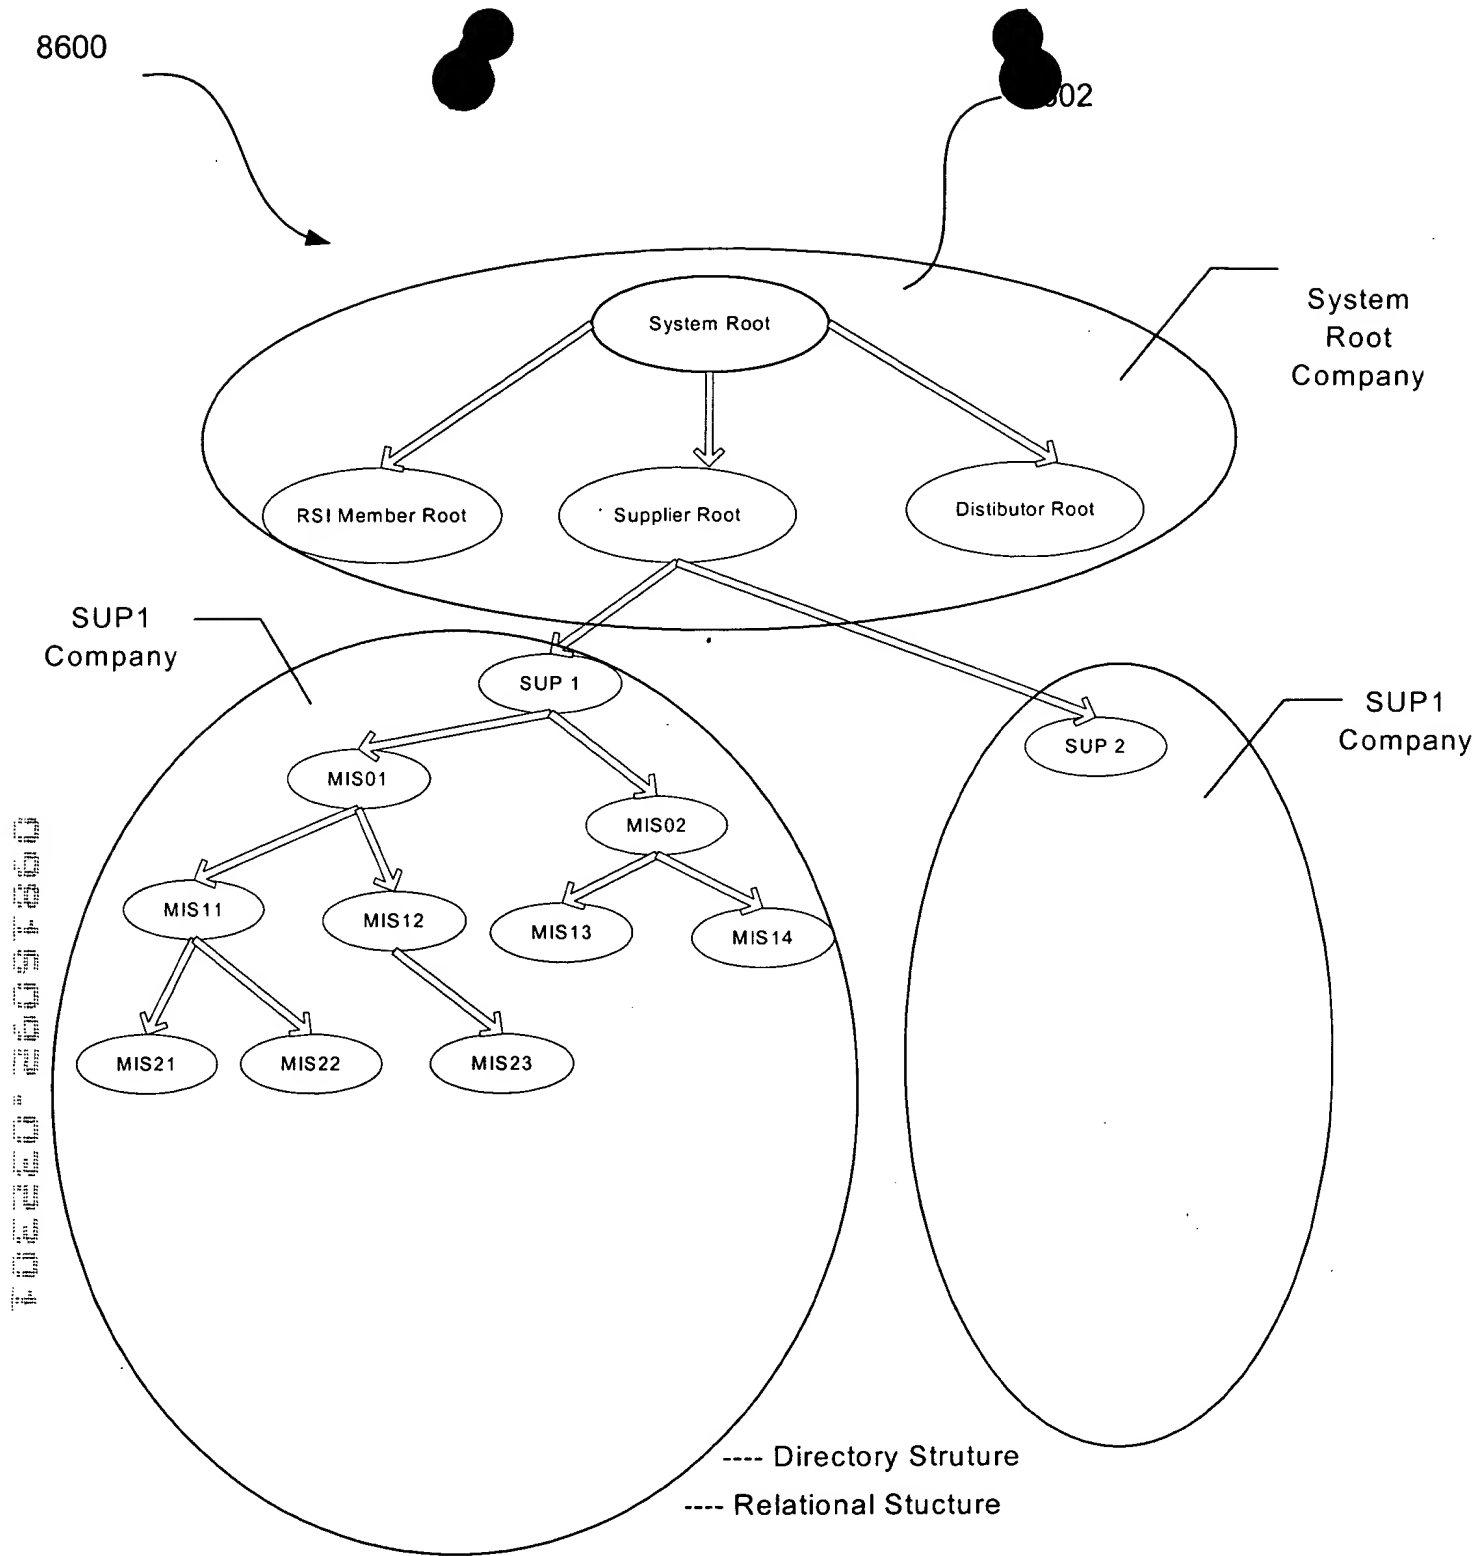 8600
602
System
Root
Company
System Root
RSI Member Root
Supplier Root
Distibutor Root
SUP1
Company
SUP 1
SUP1
Company
SUP 2
MIS01
MIS02
MIS11
MIS12
MIS13
MIS14
MIS21
MIS22
MIS23
---- Directory Struture
---- Relational Stucture